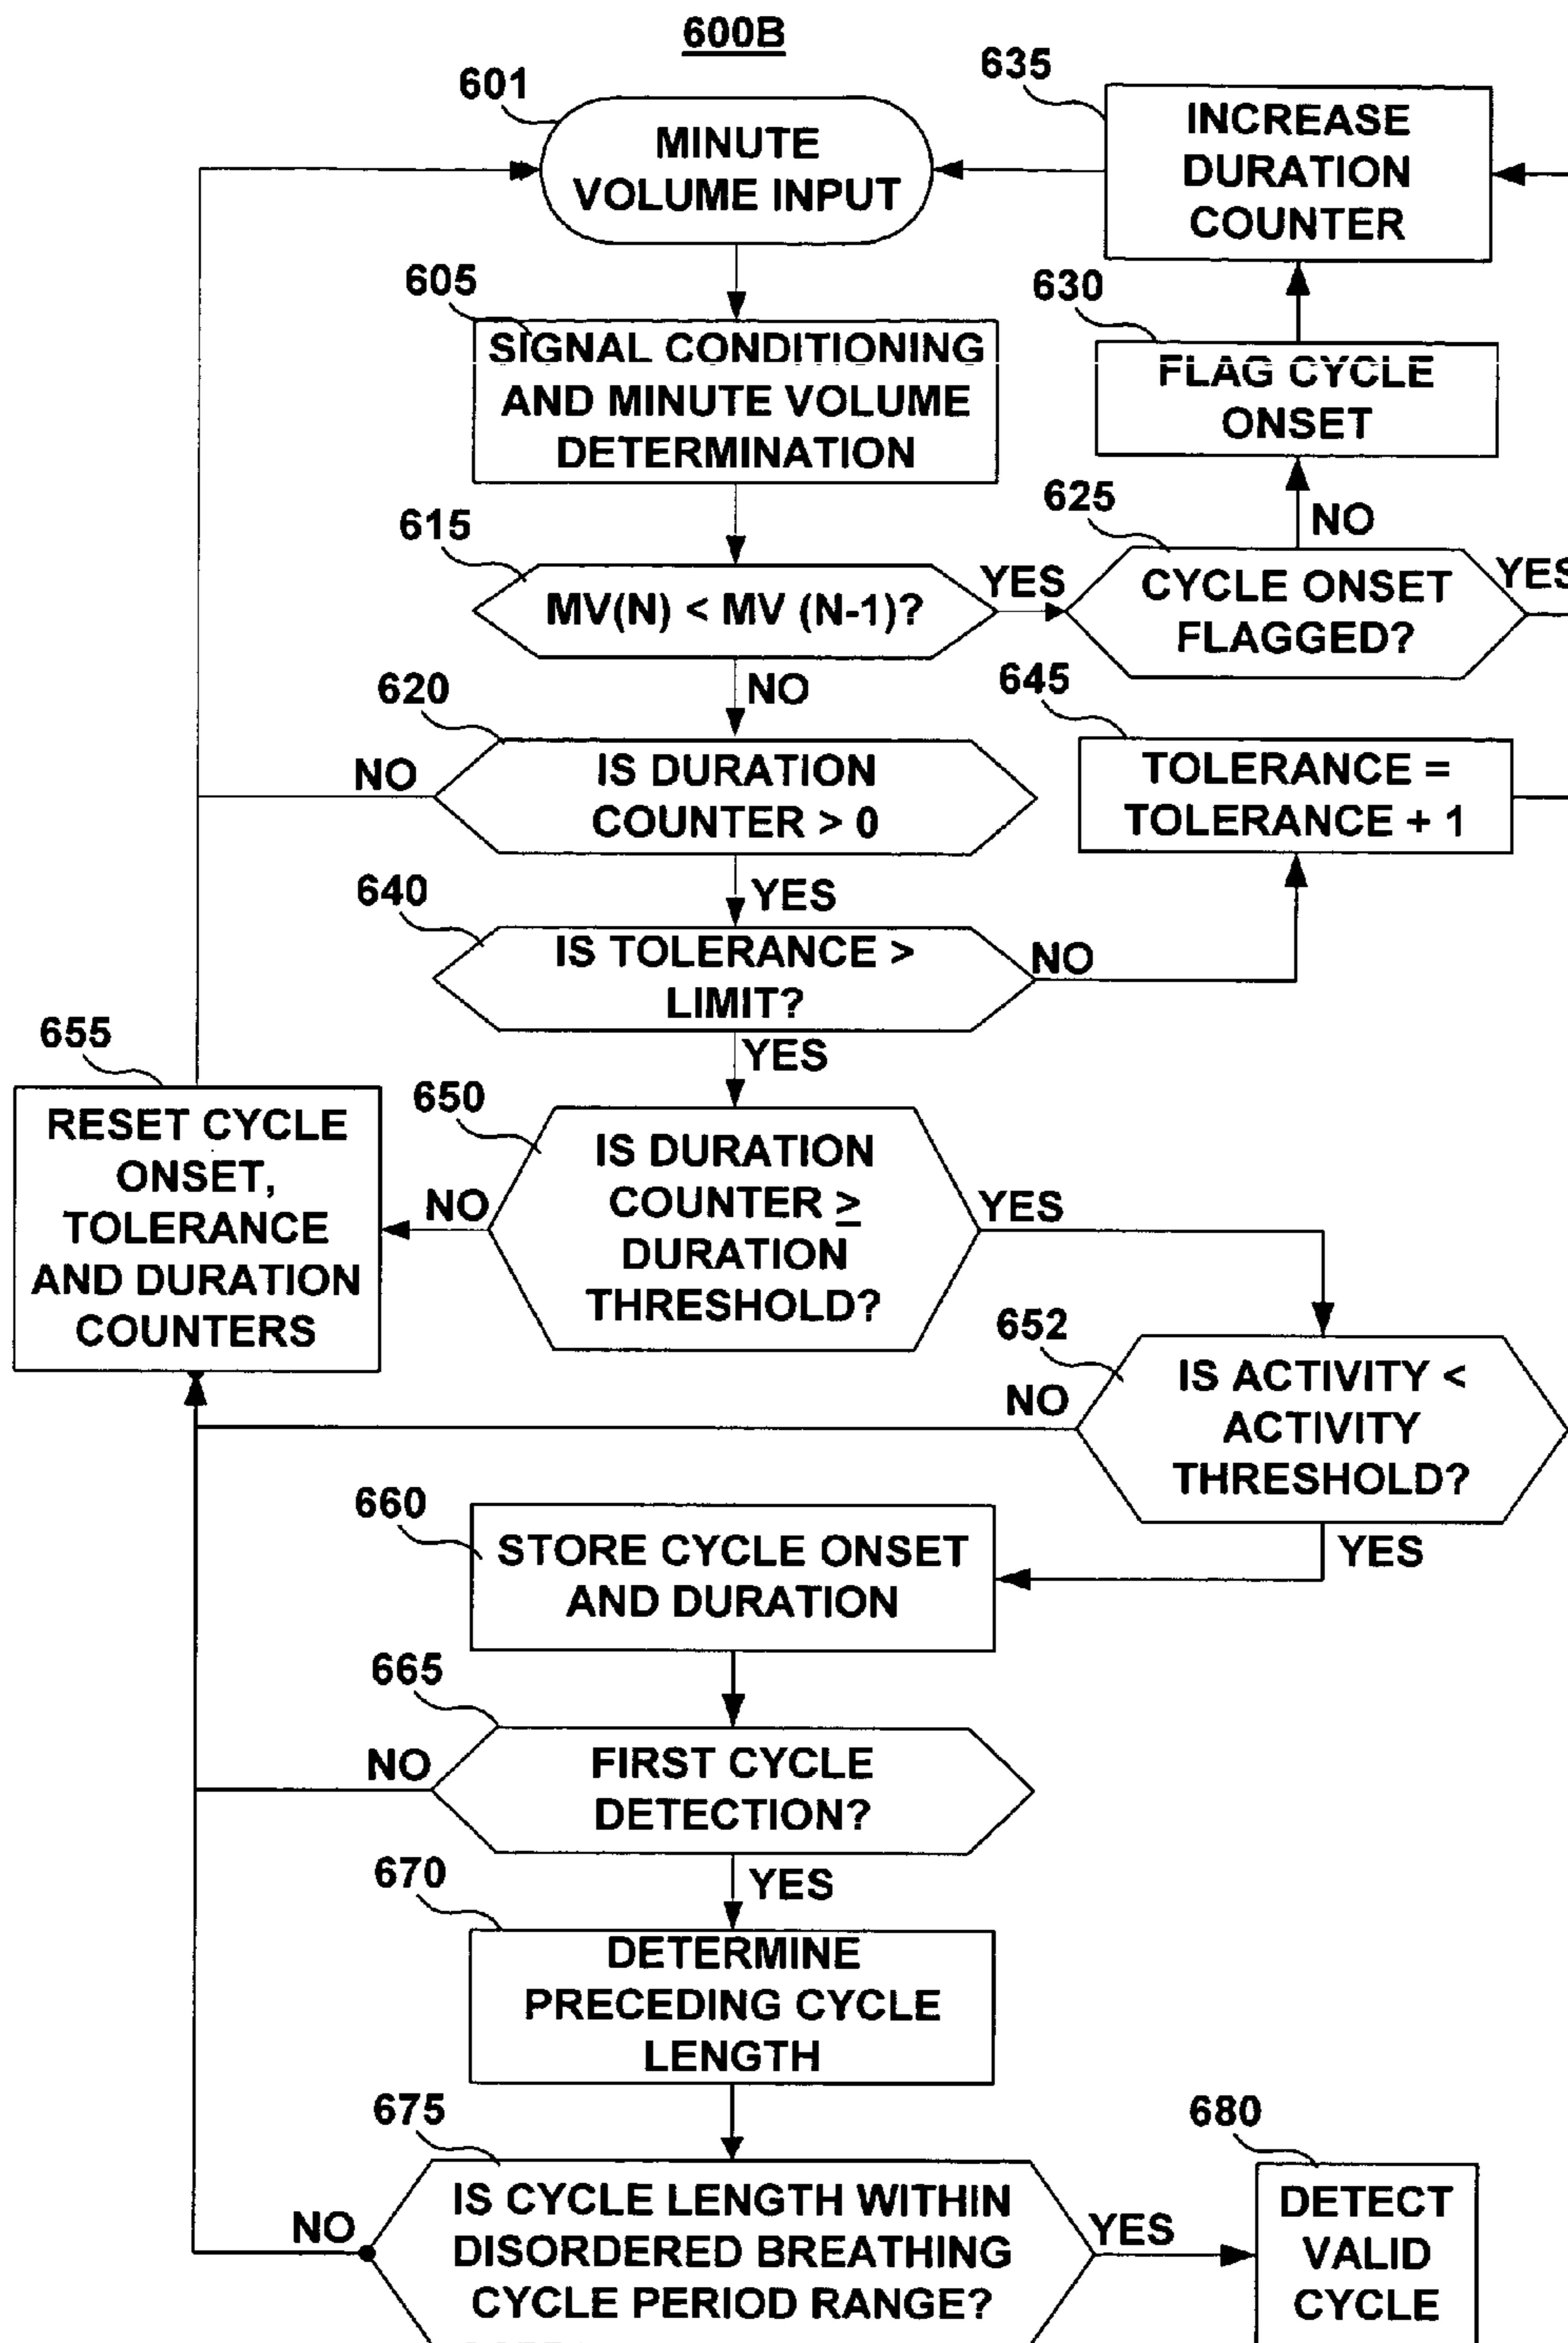 600B
601
MINUTE
VOLUME INPUT
635
INCREASE
DURATION
COUNTER
605
SIGNAL CONDITIONING
AND MINUTE VOLUME
DETERMINATION
630
FLAG CYCLE
ONSET
NO
615
MV(N) < MV (N-1)?
YES
625
CYCLE ONSET
FLAGGED?
YES
NO
620
IS DURATION
COUNTER > 0
NO
645
TOLERANCE =
TOLERANCE + 1
YES
640
IS TOLERANCE >
LIMIT?
NO
YES
655
RESET CYCLE
ONSET,
TOLERANCE
AND DURATION
COUNTERS
650
IS DURATION
COUNTER ≥
DURATION
THRESHOLD?
NO
YES
652
IS ACTIVITY <
ACTIVITY
THRESHOLD?
NO
YES
660
STORE CYCLE ONSET
AND DURATION
665
FIRST CYCLE
DETECTION?
NO
YES
670
DETERMINE
PRECEDING CYCLE
LENGTH
675
IS CYCLE LENGTH WITHIN
DISORDERED BREATHING
CYCLE PERIOD RANGE?
NO
YES
680
DETECT
VALID
CYCLE